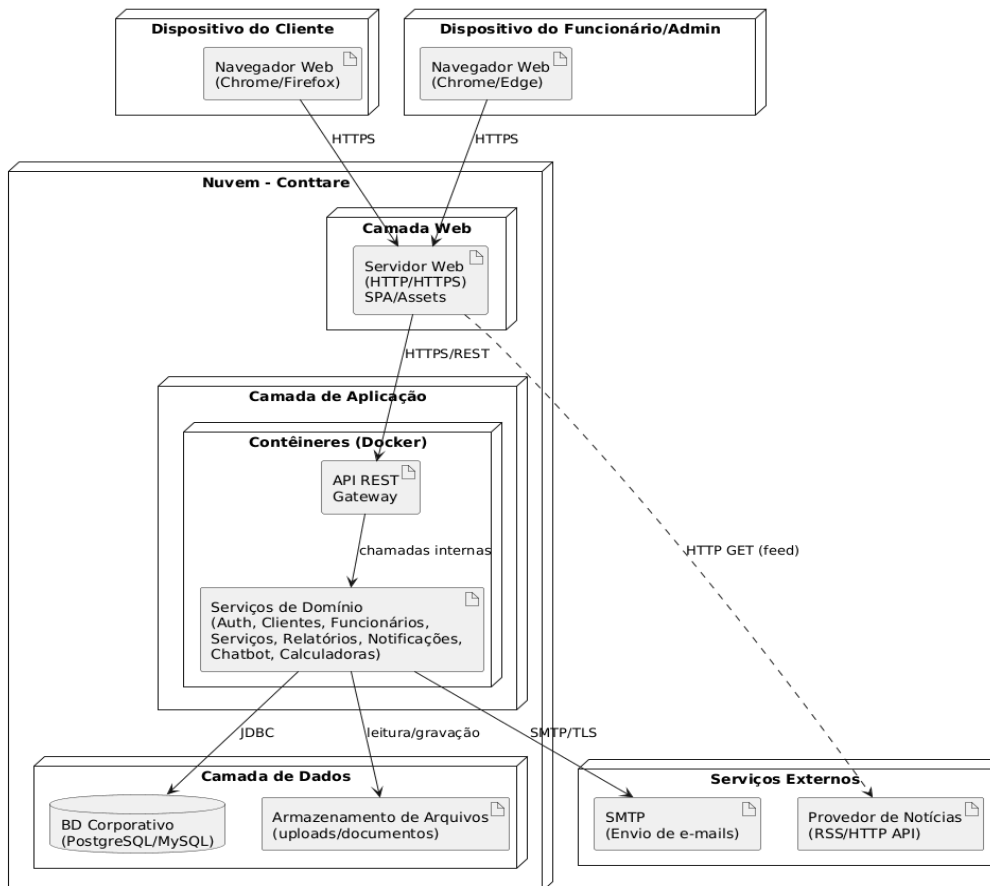 Dispositivo do Cliente
Navegador Web
(Chrome/Firefox)
Dispositivo do Funcionário/Admin
Navegador Web
(Chrome/Edge)
HTTPS
HTTPS
Nuvem - Conttare
Camada Web
Servidor Web
(HTTP/HTTPS)
SPA/Assets
HTTPS/REST
Camada de Aplicação
Contêineres (Docker)
API REST
Gateway
chamadas internas
HTTP GET (feed)
Serviços de Domínio
(Auth, Clientes, Funcionários,
Serviços, Relatórios, Notificações,
Chatbot, Calculadoras)
JDBC
leitura/gravação
SMTP/TLS
Camada de Dados
BD Corporativo
(PostgreSQL/MySQL)
Armazenamento de Arquivos
(uploads/documentos)
Serviços Externos
SMTP
(Envio de e-mails)
Provedor de Notícias
(RSS/HTTP API)